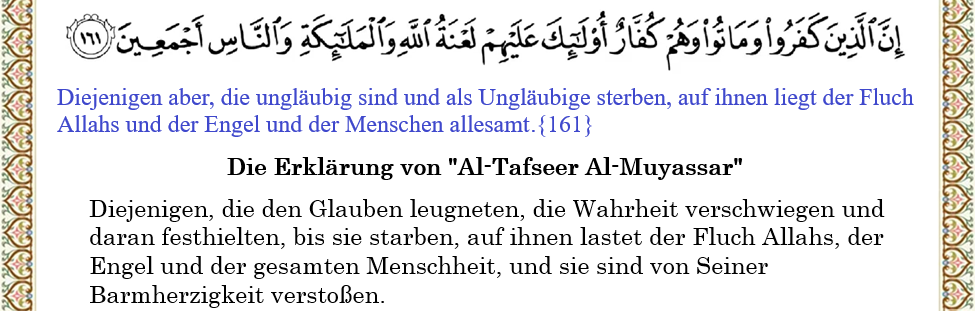 إِنَّ ٱلَّذِينَ كَفَرُوا۟ وَمَاتُوا۟ وَهُمْ كُفَّارٌ أُو۟لَـٰٓئِكَ عَلَيْهِمْ لَعْنَةُ ٱللَّهِ وَٱلْمَلَـٰٓئِكَةِ وَٱلنَّاسِ أَجْمَعِينَ ١٦١
Diejenigen aber, die ungläubig sind und als Ungläubige sterben, auf ihnen liegt der Fluch
Allahs und der Engel und der Menschen allesamt.{161}
Die Erklärung von "Al-Tafseer Al-Muyassar"
Diejenigen, die den Glauben leugneten, die Wahrheit verschwiegen und
daran festhielten, bis sie starben, auf ihnen lastet der Fluch Allahs, der
Engel und der gesamten Menschheit, und sie sind von Seiner
Barmherzigkeit verstoßen.